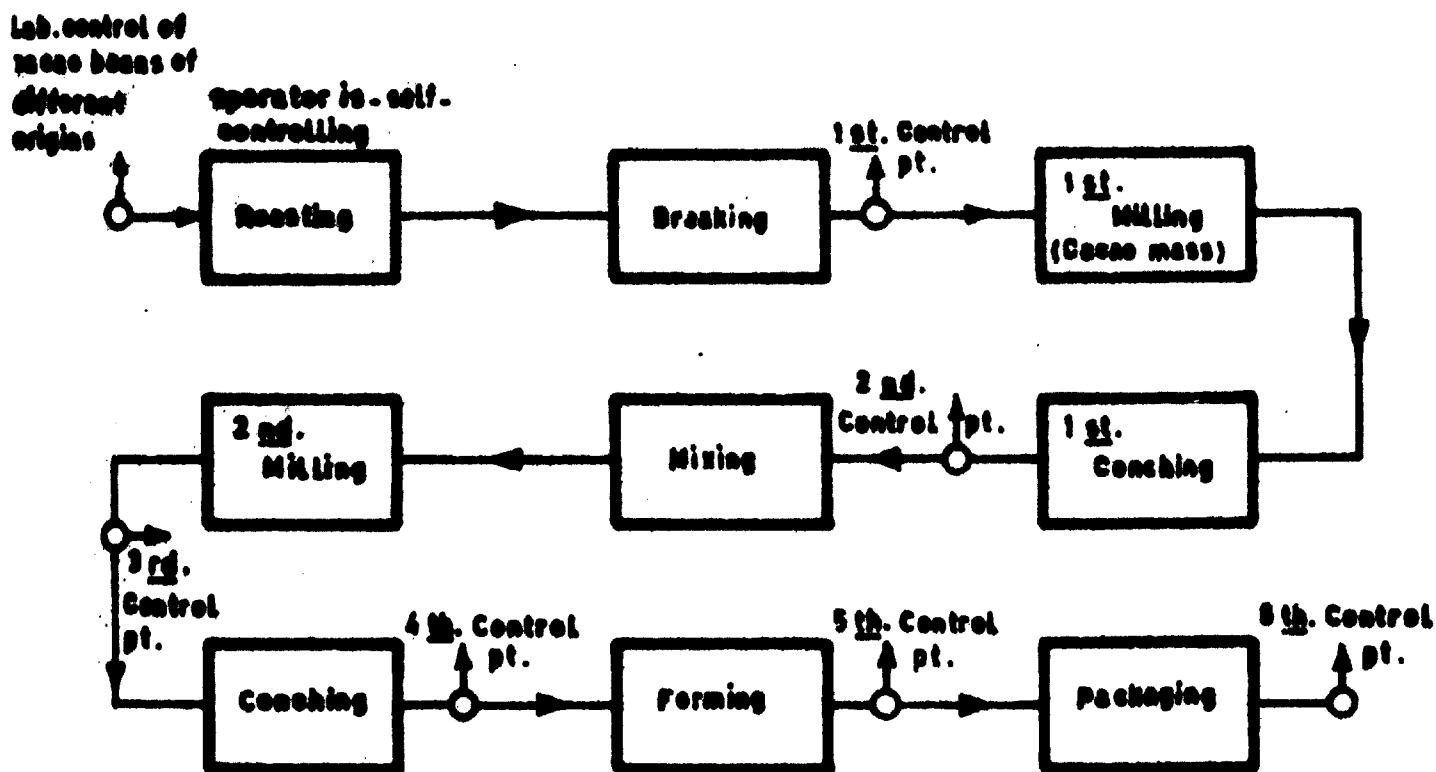 Lab. control of
cacao beans of
different
origins
operator is - self -
controlling
Roasting
Breaking
1 st. Control
pt.
1 st.
Milling
(Cacao mass)
2 nd.
Milling
Mixing
2 nd.
Control pt.
1 st.
Conching
3 rd.
Control
pt.
Conching
4 th. Control
pt.
Forming
5 th. Control
pt.
Packaging
6 th. Control
pt.